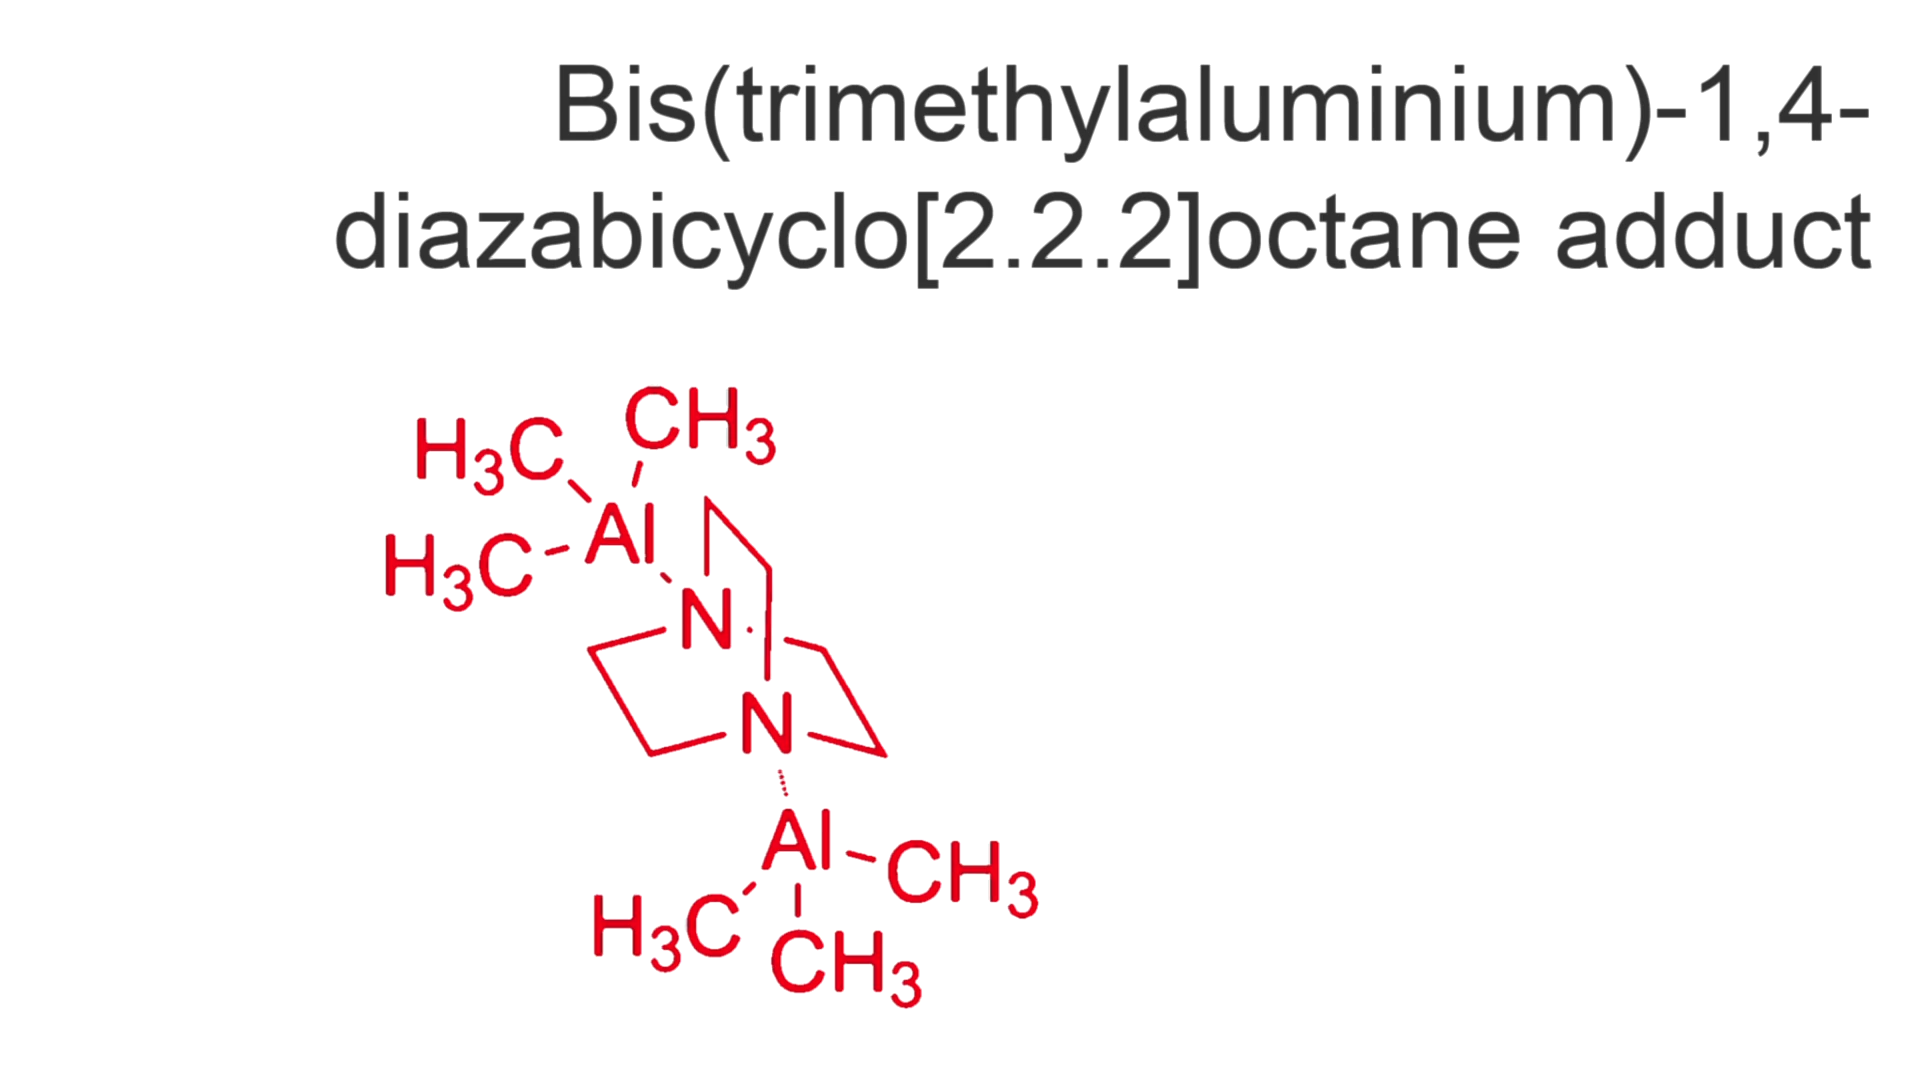 Bis(trimethylaluminium)-1,4-
diazabicyclo[2.2.2]octane adduct
CH3
H3C
Al
H3C
N
N
Al
CH3
H3C
CH3